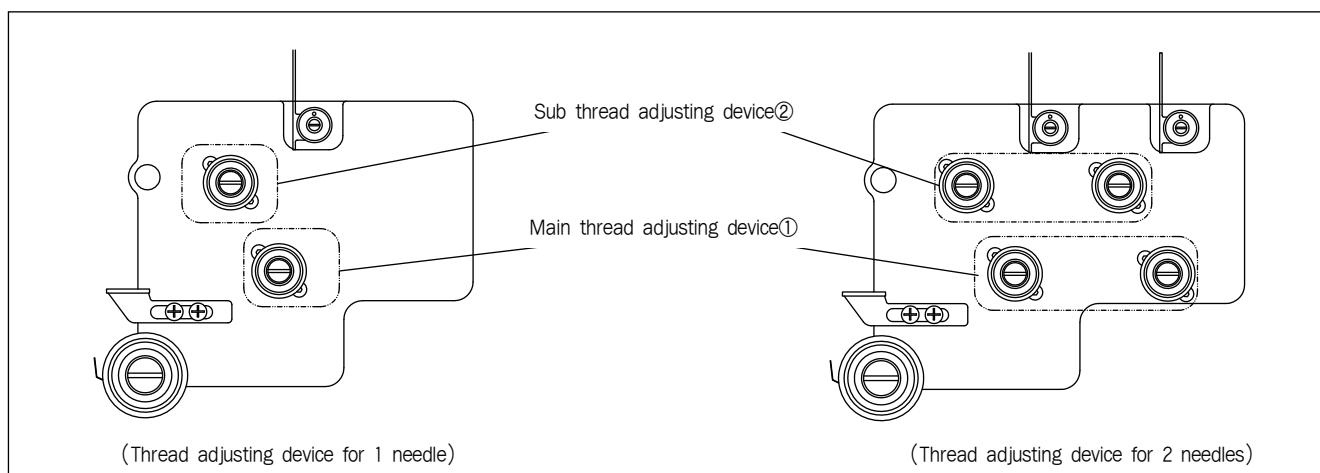 Sub thread adjusting device②
Main thread adjusting device①
(Thread adjusting device for 1 needle)
(Thread adjusting device for 2 needles)